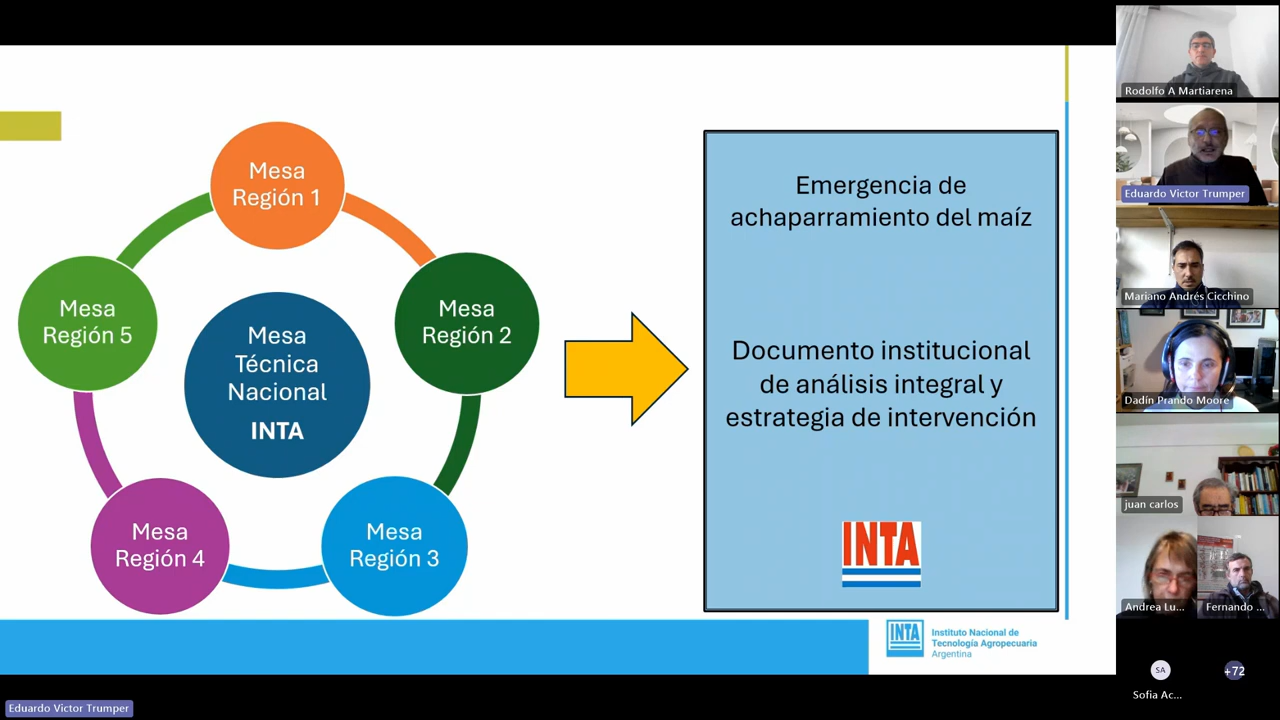 Mesa
Región 1
Mesa
Región 5
Mesa
Técnica
Nacional
INTA
Mesa
Región 2
Mesa
Región 4
Mesa
Región 3
Emergencia de
achaparramiento del maíz
Documento institucional
de análisis integral y
estrategia de intervención
INTA
INTA
Instituto Nacional de
Tecnología Agropecuaria
Argentina
Eduardo Victor Trumper
Rodolfo A Martiarena
Eduardo Victor Trumper
Mariano Andrés Cicchino
Dadín Prando Moore
juan carlos
Andrea Lu...
Fernando ...
SA
+72
Sofia Ac...